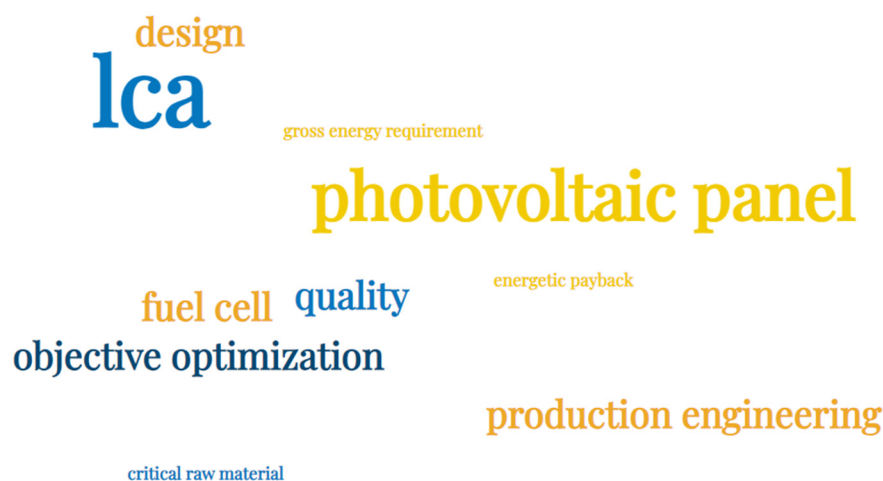 design
lca
gross energy requirement
photovoltaic panel
energetic payback
fuel cell
quality
objective optimization
production engineering
critical raw material